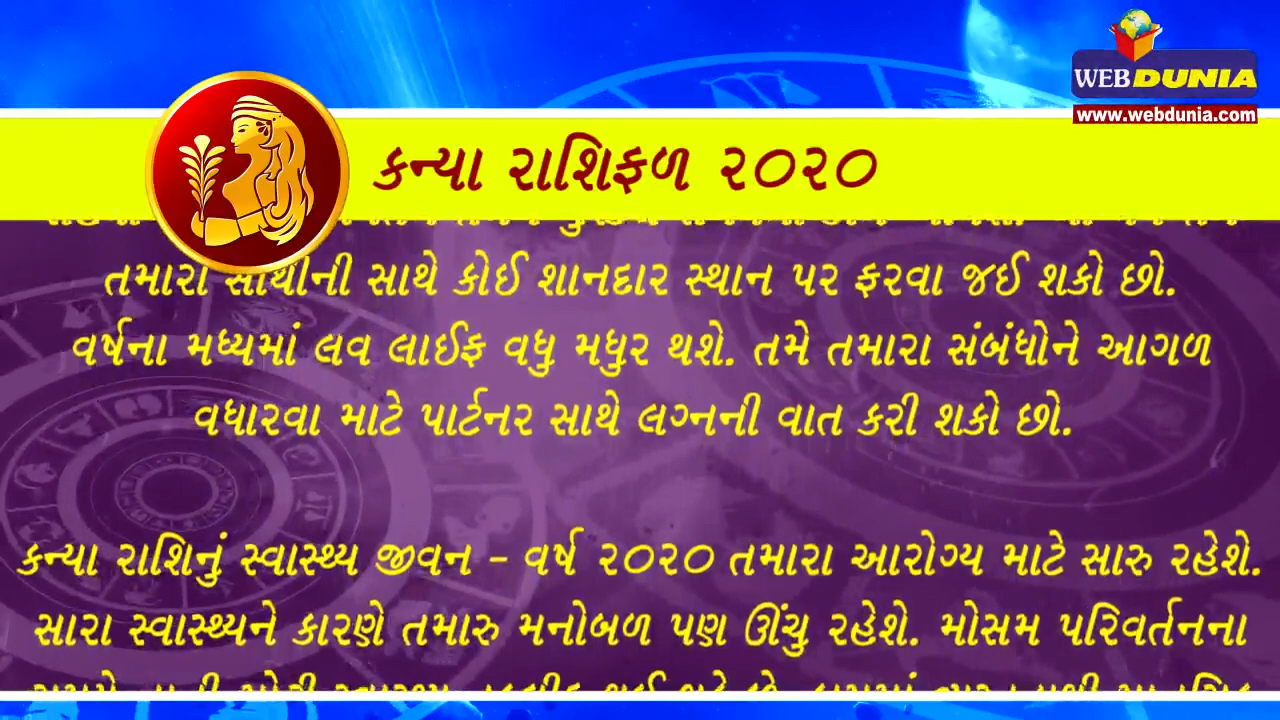 WEBDUNIA
www.webdunia.com
કન્યા રાશિફળ ૨૦૨૦
તમારા સાથીની સાથે કોઈ શાનદાર સ્થાન પર ફરવા જઈ શકો છો.
વર્ષના મધ્યમાં લવ લાઈફ વધુ મધુર થશે. તમે તમારા સંબંધોને આગળ
વધારવા માટે પાર્ટનર સાથે લગ્નની વાત કરી શકો છો.
કન્યા રાશિનું સ્વાસ્થ્ય જીવન - વર્ષ ૨૦૨૦ તમારા આરોગ્ય માટે સારુ રહેશે.
સારા સ્વાસ્થ્યને કારણે તમારુ મનોબળ પણ ઊંચુ રહેશે. મોસમ પરિવર્તનના